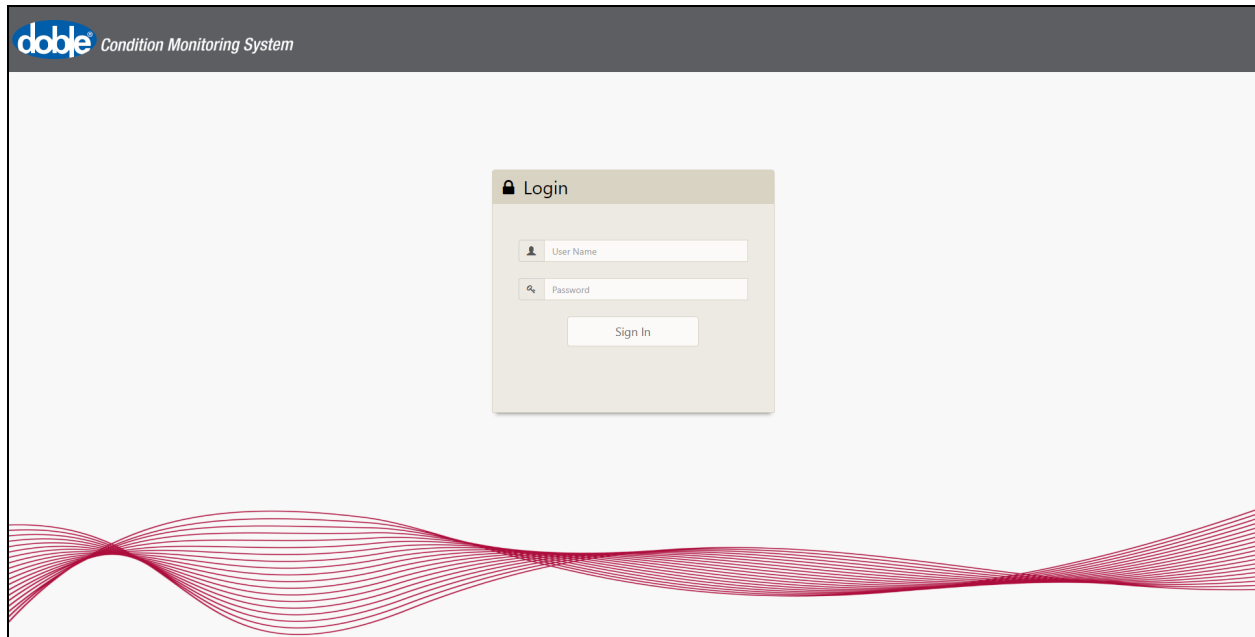 doble® Condition Monitoring System
Login
User Name
Password
Sign In